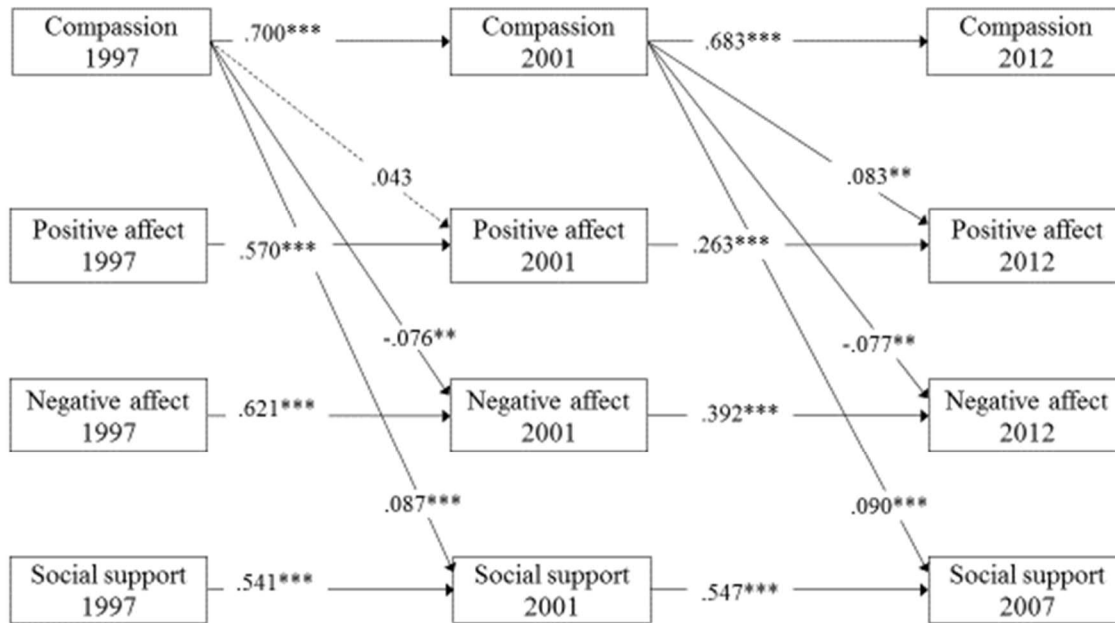 Compassion
1997
.700***
Compassion
2001
.683***
Compassion
2012
.043
.083**
Positive affect
1997
.570***
Positive affect
2001
.263***
Positive affect
2012
-.076**
-.077**
Negative affect
1997
.621***
Negative affect
2001
.392***
Negative affect
2012
.087***
.090***
Social support
1997
.541***
Social support
2001
.547***
Social support
2007